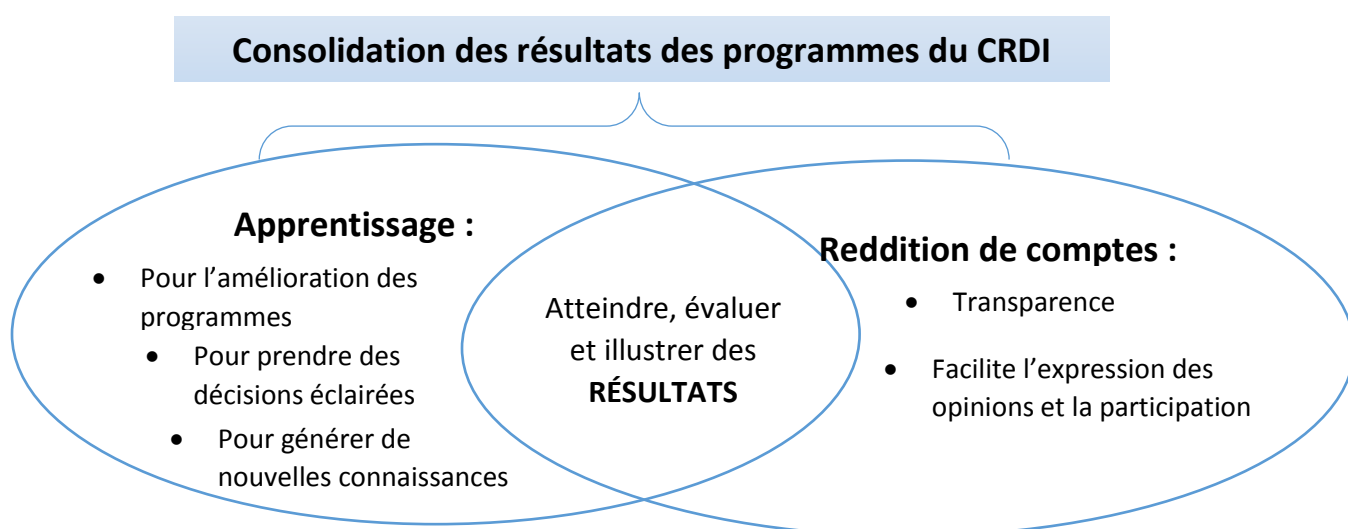 Consolidation des résultats des programmes du CRDI
Apprentissage :
• Pour l’amélioration des
programmes
• Pour prendre des
décisions éclairées
• Pour générer de
nouvelles connaissances
Atteindre, évaluer
et illustrer des
RÉSULTATS
Reddition de comptes :
• Transparence
• Facilite l’expression des
opinions et la participation